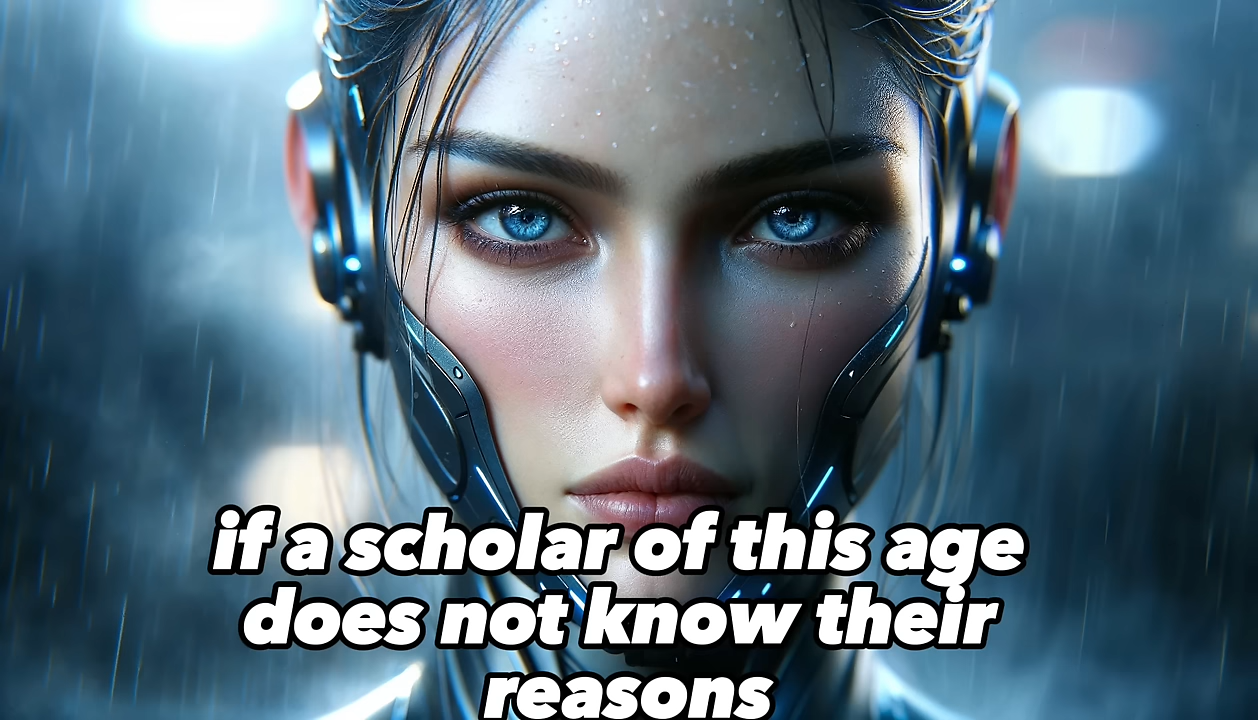 if a scholar of this age
does not know their
reasons